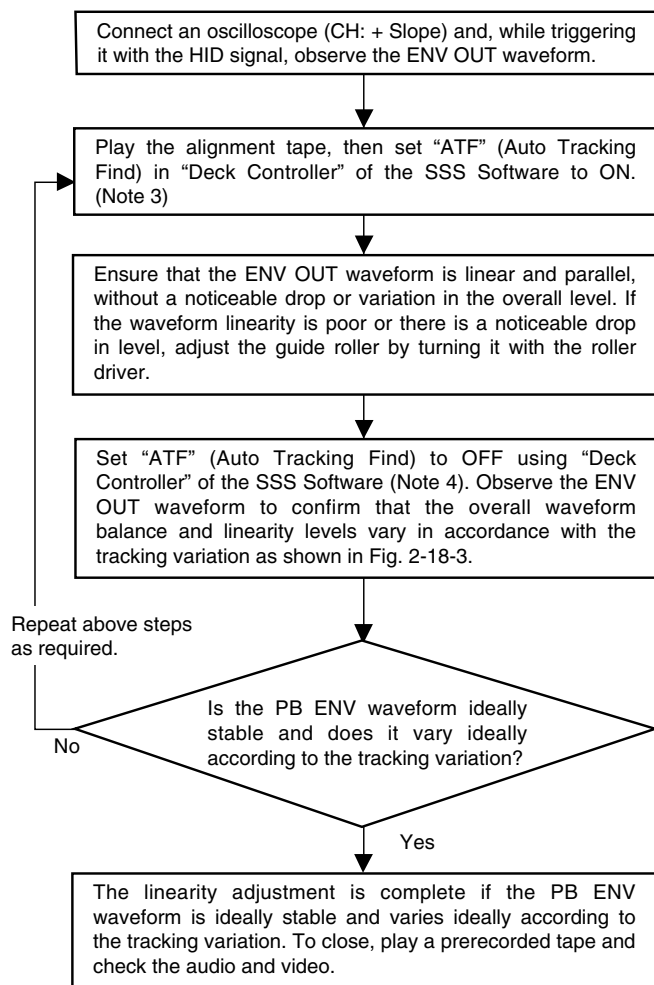 Connect an oscilloscope (CH: + Slope) and, while triggering
it with the HID signal, observe the ENV OUT waveform.
Play the alignment tape, then set “ATF” (Auto Tracking
Find) in “Deck Controller” of the SSS Software to ON.
(Note 3)
Ensure that the ENV OUT waveform is linear and parallel,
without a noticeable drop or variation in the overall level. If
the waveform linearity is poor or there is a noticeable drop
in level, adjust the guide roller by turning it with the roller
driver.
Set “ATF” (Auto Tracking Find) to OFF using “Deck
Controller” of the SSS Software (Note 4). Observe the ENV
OUT waveform to confirm that the overall waveform
balance and linearity levels vary in accordance with the
tracking variation as shown in Fig. 2-18-3.
Repeat above steps
as required.
Is the PB ENV waveform ideally
stable and does it vary ideally
according to the tracking variation?
No
Yes
The linearity adjustment is complete if the PB ENV
waveform is ideally stable and varies ideally according to
the tracking variation. To close, play a prerecorded tape and
check the audio and video.